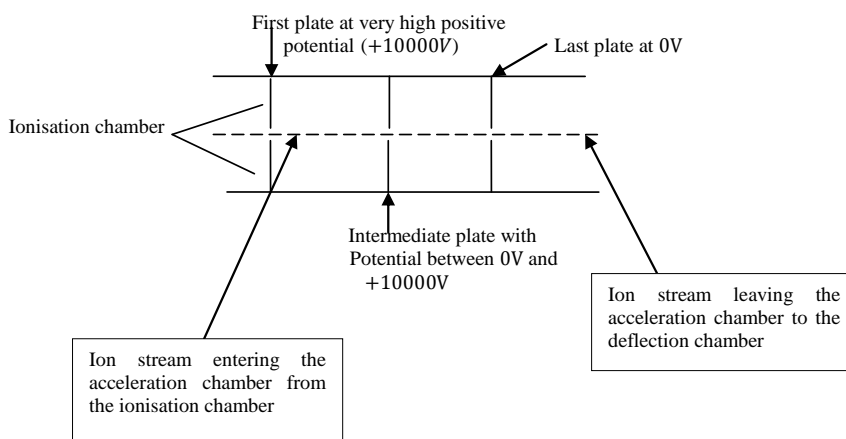 First plate at very high positive
potential (+10000V)
Last plate at 0V
Ionisation chamber
Intermediate plate with
Potential between 0V and
+10000V
Ion stream leaving the
acceleration chamber to the
deflection chamber
Ion stream entering the
acceleration chamber from
the ionisation chamber